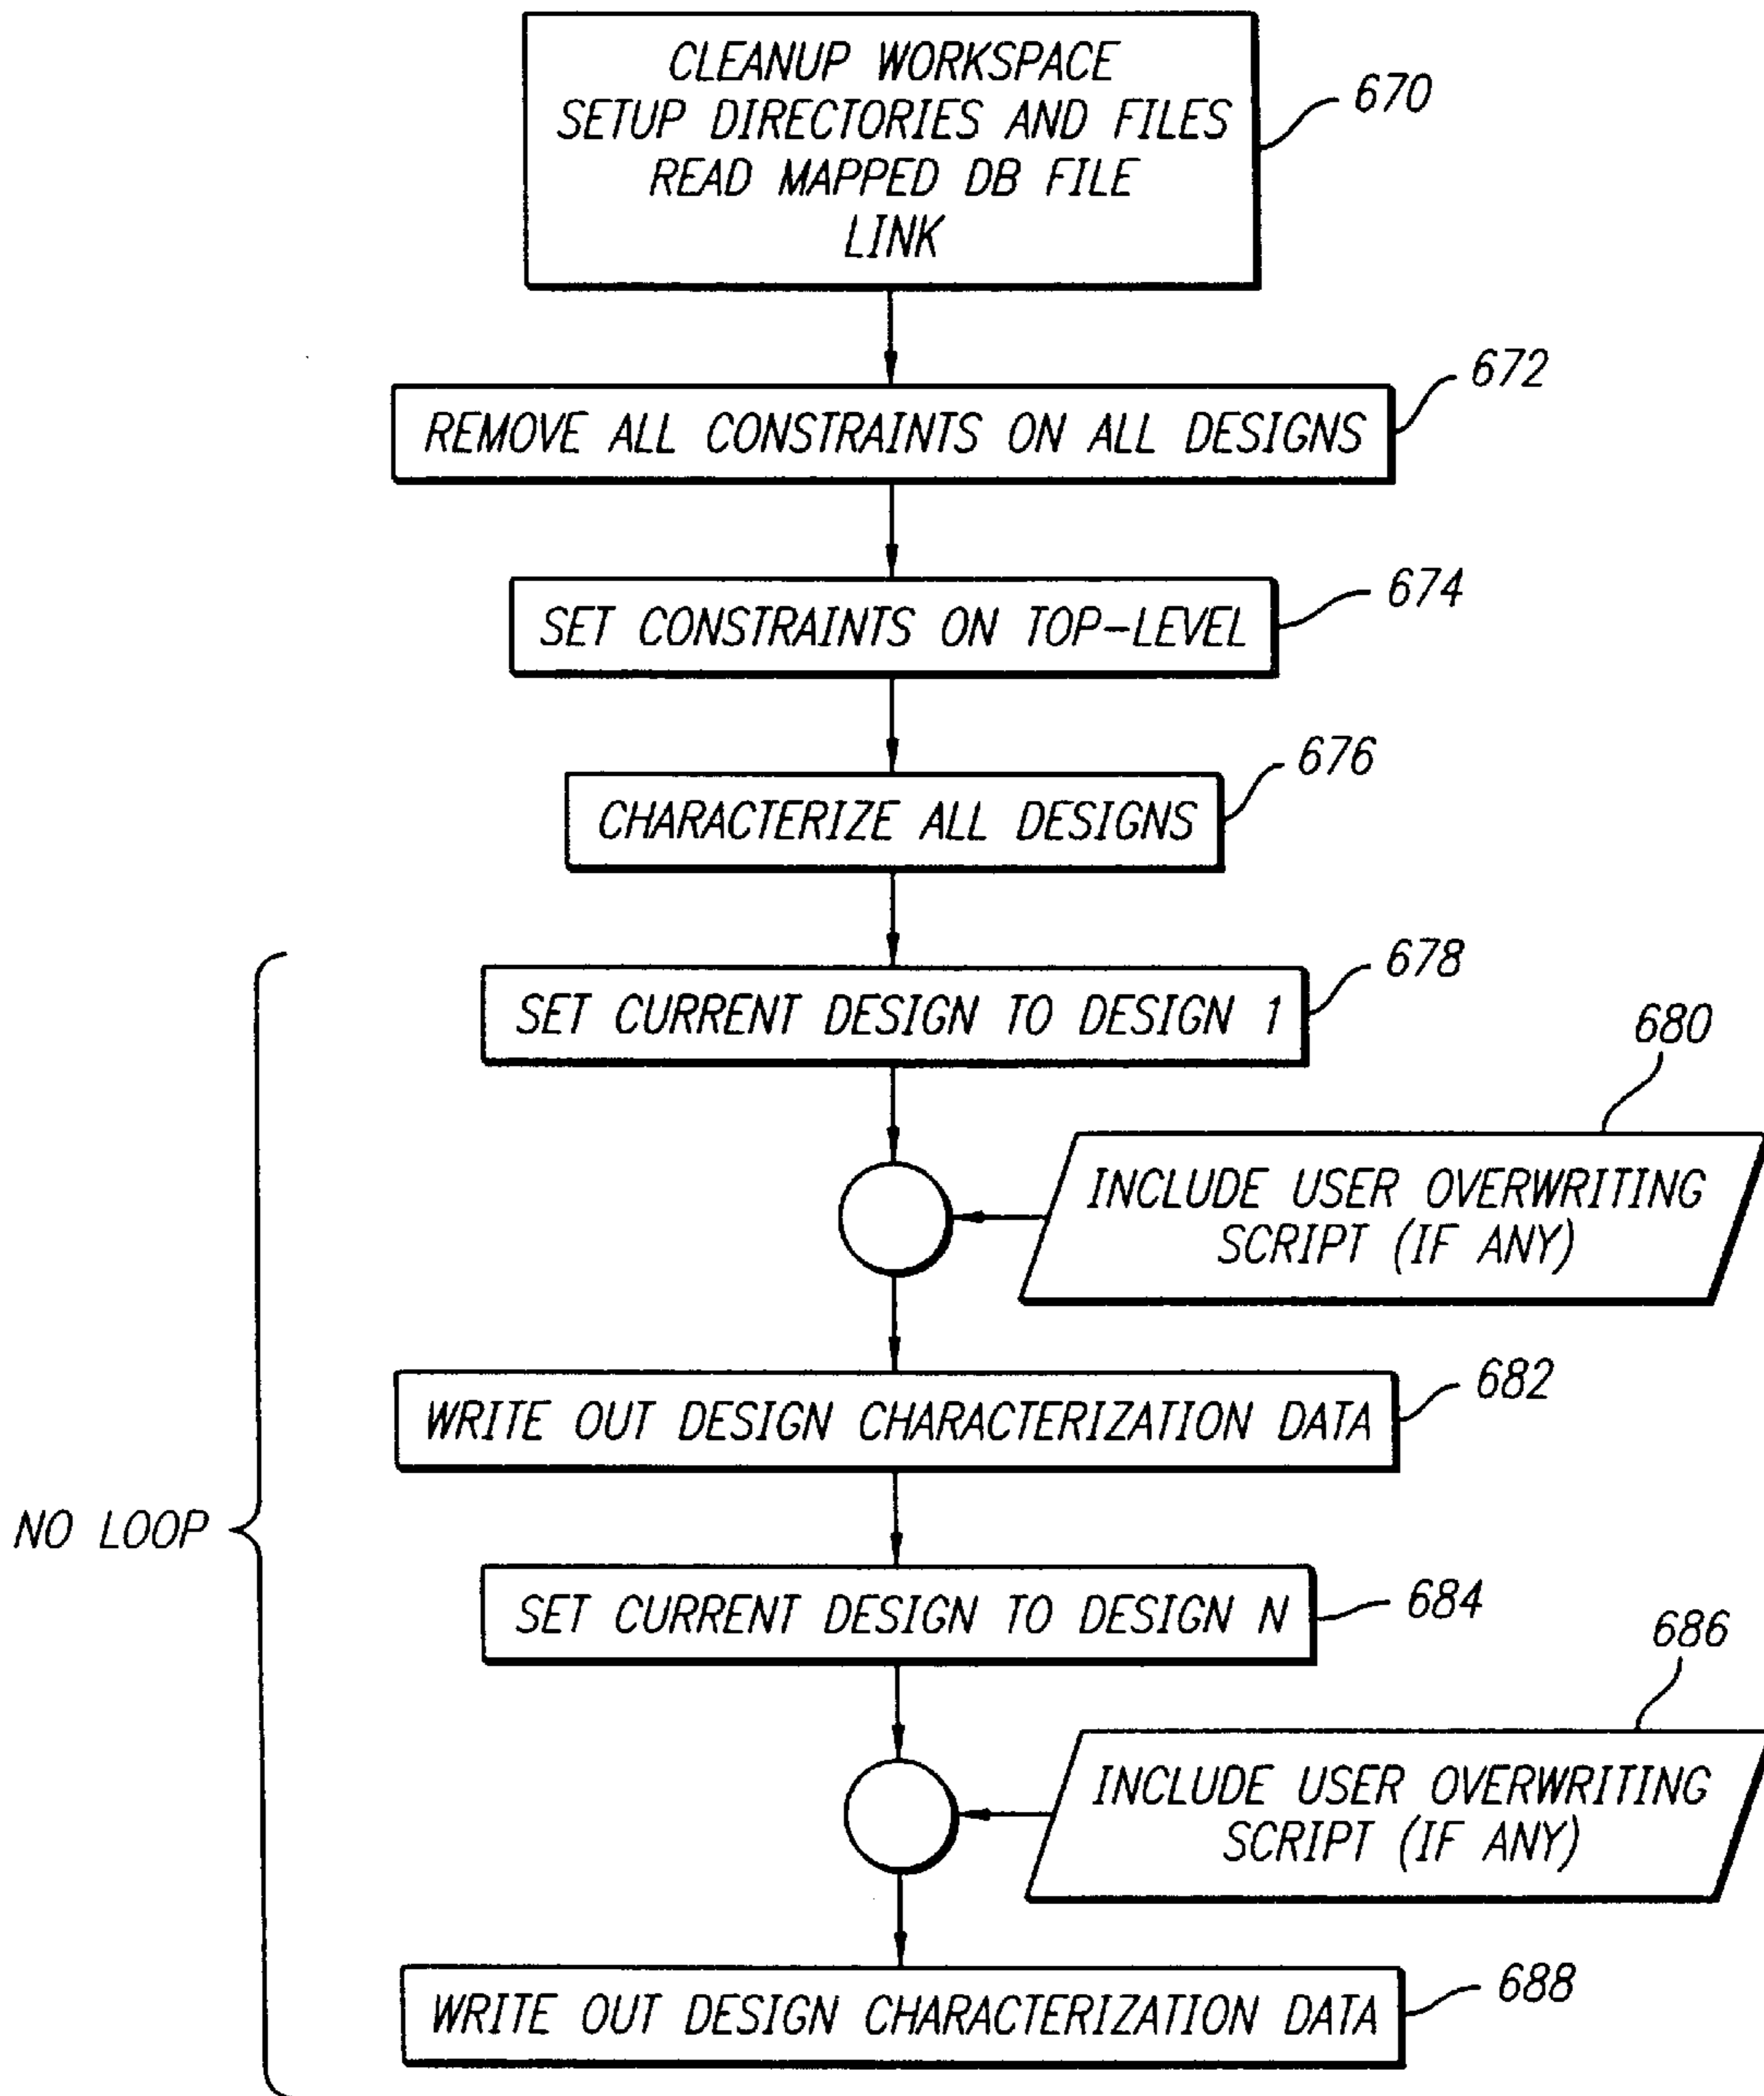 CLEANUP WORKSPACE
SETUP DIRECTORIES AND FILES
READ MAPPED DB FILE
LINK
670
REMOVE ALL CONSTRAINTS ON ALL DESIGNS
672
SET CONSTRAINTS ON TOP-LEVEL
674
CHARACTERIZE ALL DESIGNS
676
SET CURRENT DESIGN TO DESIGN 1
678
680
INCLUDE USER OVERWRITING
SCRIPT (IF ANY)
WRITE OUT DESIGN CHARACTERIZATION DATA
682
NO LOOP
SET CURRENT DESIGN TO DESIGN N
684
686
INCLUDE USER OVERWRITING
SCRIPT (IF ANY)
WRITE OUT DESIGN CHARACTERIZATION DATA
688